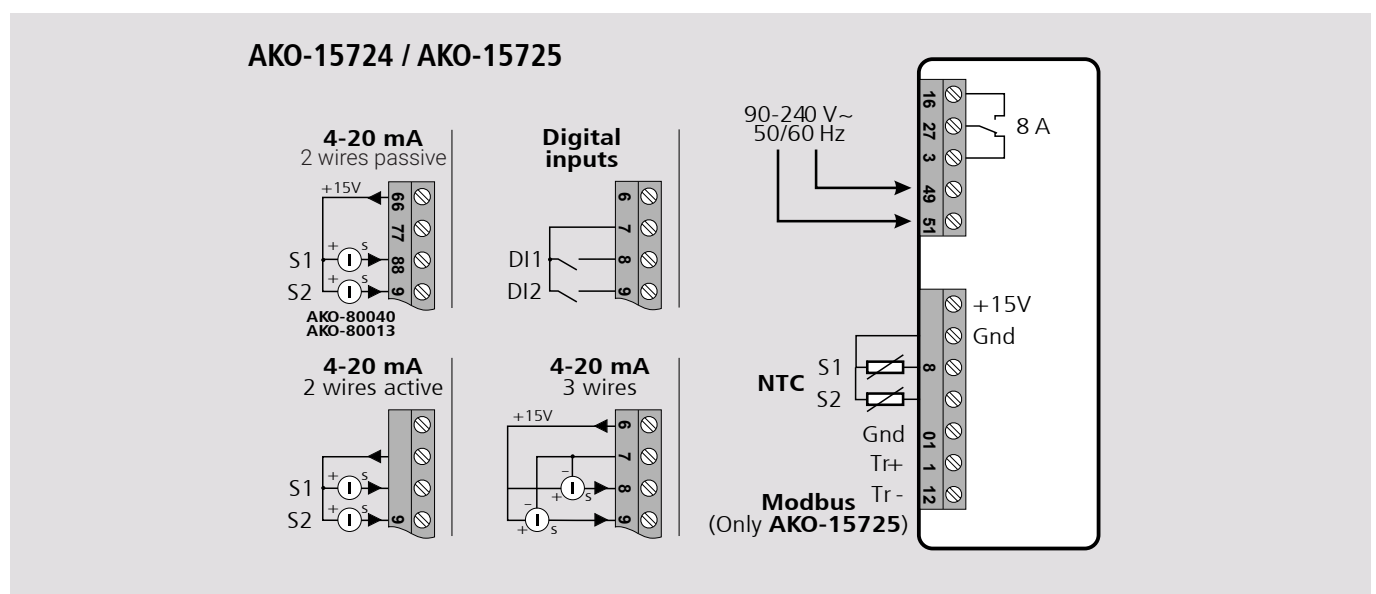 AKO-15724 / AKO-15725
4-20 mA
2 wires passive
+15V
66
77
88
9
S1
+
s
S2
+
s
AKO-80040
AKO-80013
Digital
inputs
6
7
8
9
DI1
DI2
4-20 mA
2 wires active
S1
+
s
S2
+
s
9
4-20 mA
3 wires
+15V
6
7
8
9
–
+
s
–
+
s
90-240 V~
50/60 Hz
16
27
3
49
51
8 A
+15V
Gnd
NTC
S1
8
S2
Gnd
01
Tr+
1
Tr -
12
Modbus
(Only AKO-15725)